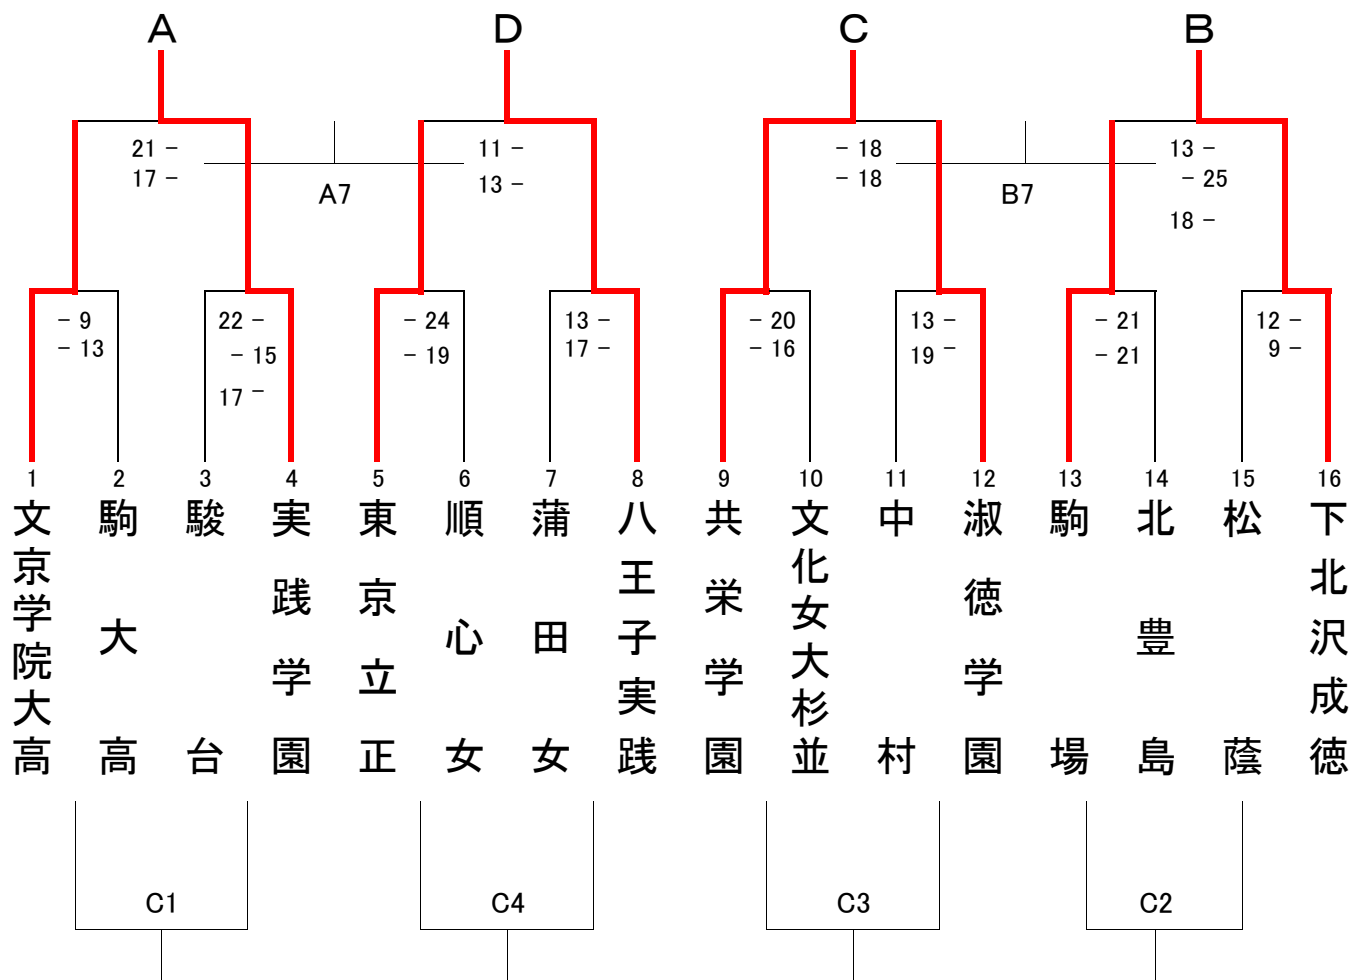 A D C B
21 − 11 − − 18 13 −
17 − 13 − − 18 − 25
A7 B7
18 −
− 9 22 − − 24 13 − − 20 13 − − 21 12 −
− 13 − 15 − 19 17 − − 16 19 − − 21 9 −
17 −
1 2 3 4 5 6 7 8 9 10 11 12 13 14 15 16
文京学院大高
駒大高
駿台
実践学園
東京立正
順心女
蒲田女
八王子実践
共栄学園
文化女大杉並
中村
淑徳学園
駒場
北豊島
松蔭
下北沢成徳
C1 C4 C3 C2